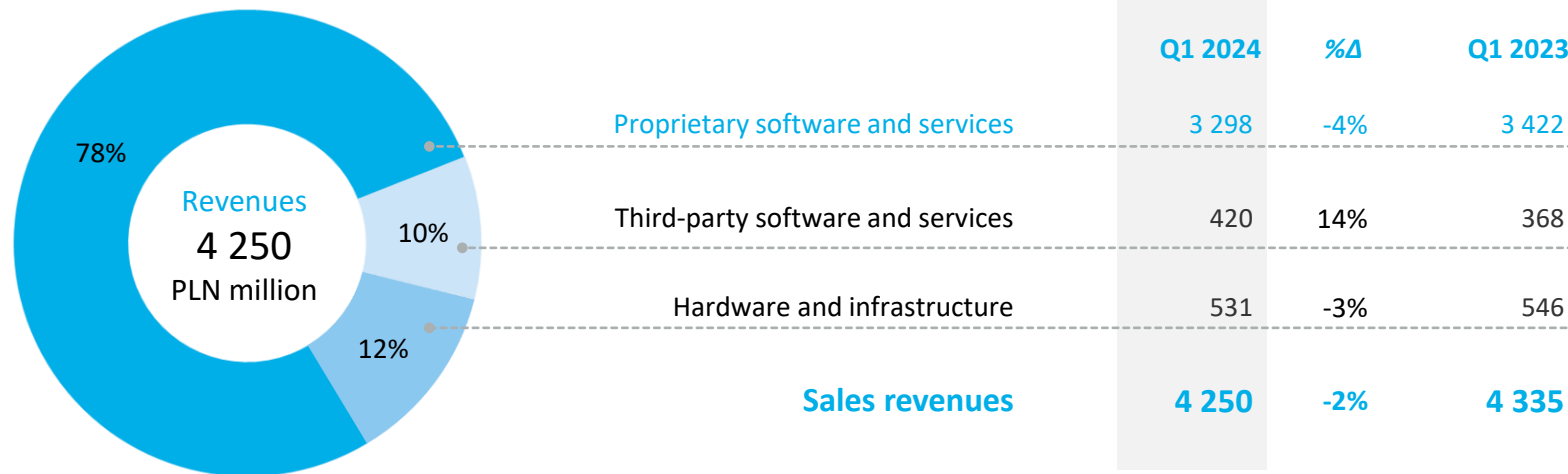 78%
10%
12%
Revenues
4 250
PLN million
Q1 2024 %Δ Q1 2023
Proprietary software and services 3 298 -4% 3 422
Third-party software and services 420 14% 368
Hardware and infrastructure 531 -3% 546
Sales revenues 4 250 -2% 4 335